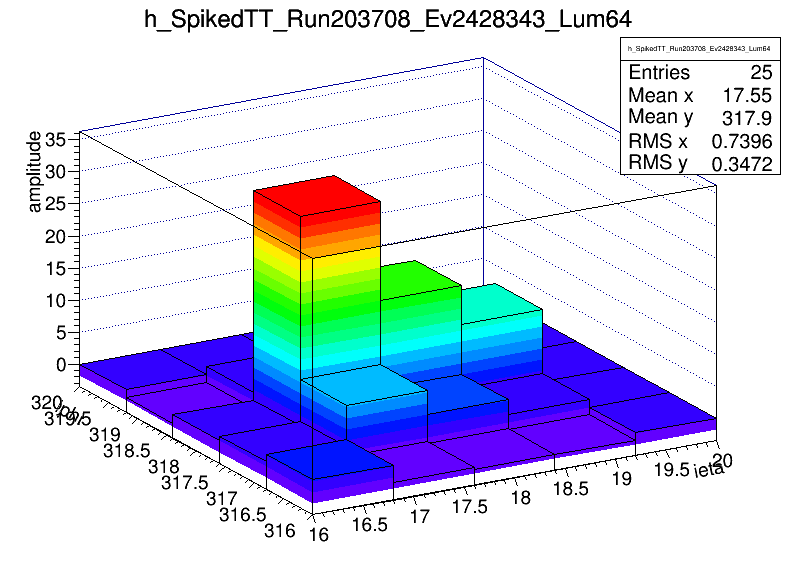 h_SpikedTT_Run203708_Ev2428343_Lum64
h_SpikedTT_Run203708_Ev2428343_Lum64
Entries 25
Mean x 17.55
Mean y 317.9
RMS x 0.7396
RMS y 0.3472
amplitude
35
30
25
20
15
10
5
0
320
319.5
319
318.5
318
317.5
317
316.5
316
16
16.5
17
17.5
18
18.5
19
19.5
20
ieta